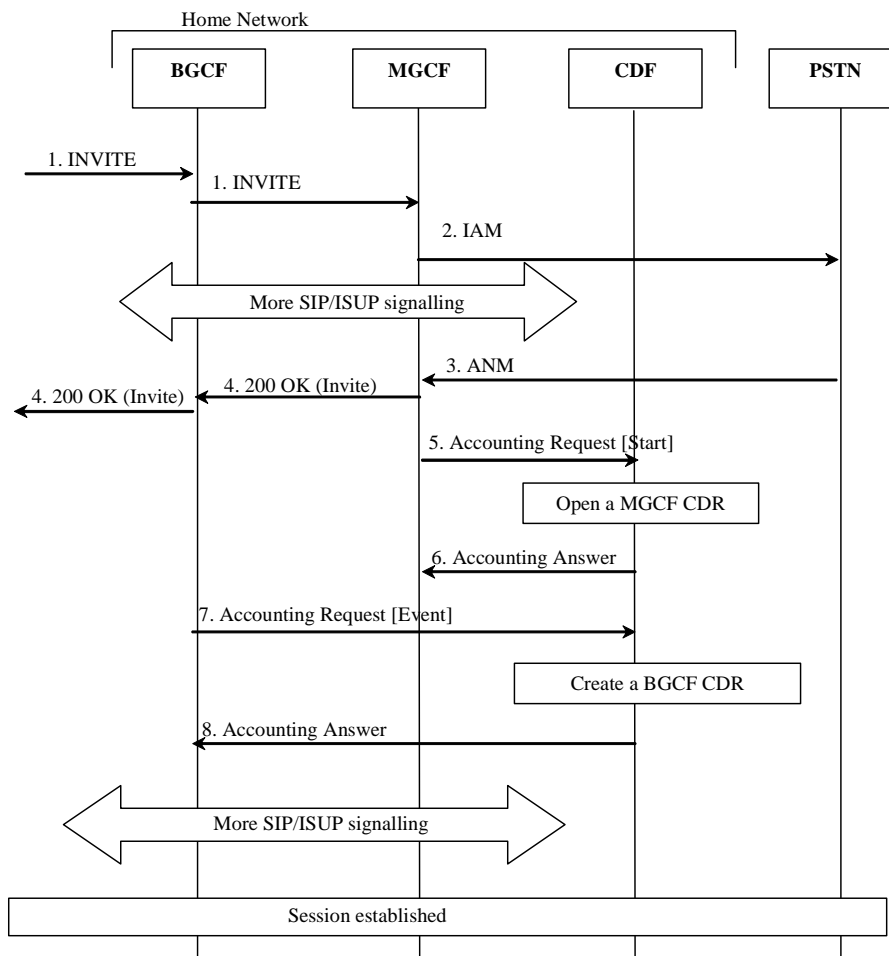 Home Network
BGCF
MGCF
CDF
PSTN
1. INVITE
1. INVITE
2. IAM
More SIP/ISUP signalling
3. ANM
4. 200 OK (Invite)
4. 200 OK (Invite)
5. Accounting Request [Start]
Open a MGCF CDR
6. Accounting Answer
7. Accounting Request [Event]
Create a BGCF CDR
8. Accounting Answer
More SIP/ISUP signalling
Session established